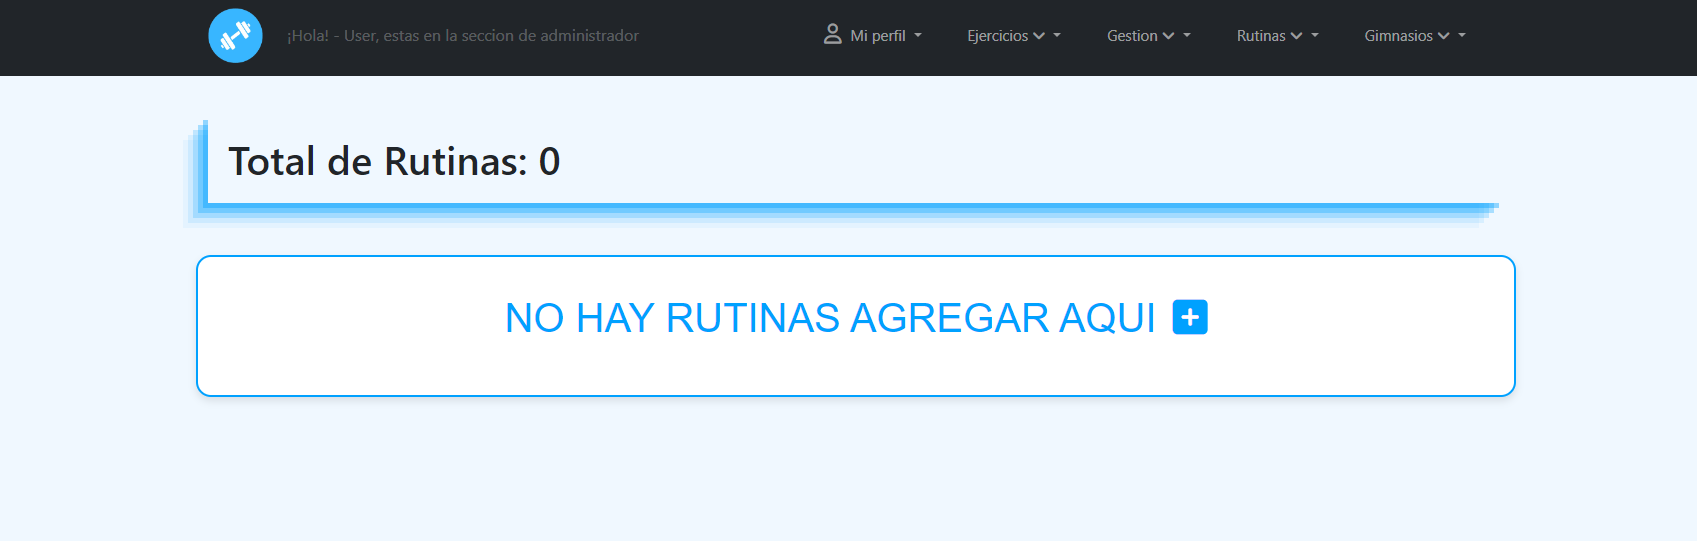 ¡Hola! - User, estas en la seccion de administrador
Mi perfil
Ejercicios
Gestion
Rutinas
Gimnasios
Total de Rutinas: 0
NO HAY RUTINAS AGREGAR AQUI